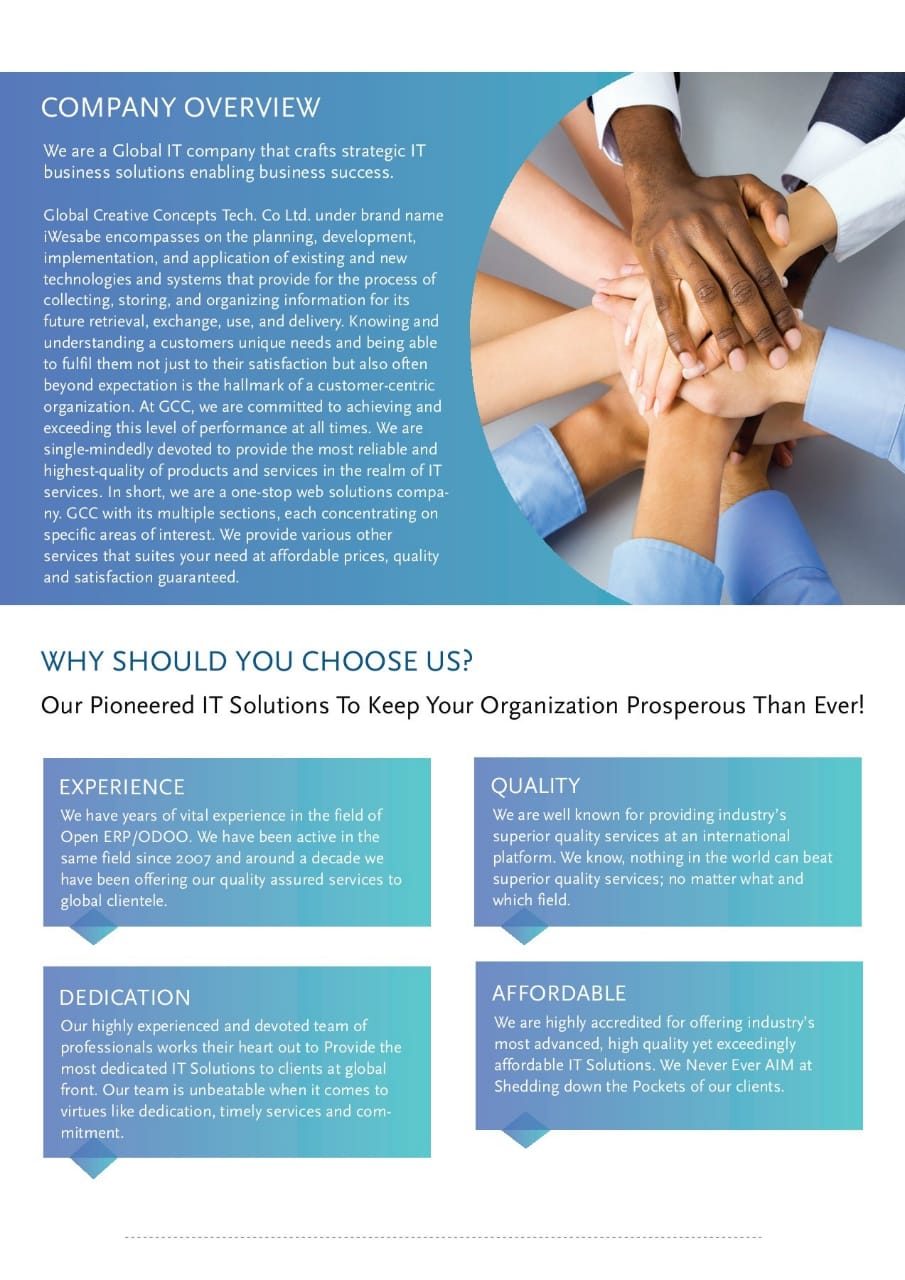 COMPANY OVERVIEW
We are a Global IT company that crafts strategic IT
business solutions enabling business success.
Global Creative Concepts Tech. Co Ltd. under brand name
iWesabe encompasses on the planning, development,
implementation, and application of existing and new
technologies and systems that provide for the process of
collecting, storing, and organizing information for its
future retrieval, exchange, use, and delivery. Knowing and
understanding a customers unique needs and being able
to fulfil them not just to their satisfaction but also often
beyond expectation is the hallmark of a customer-centric
organization. At GCC, we are committed to achieving and
exceeding this level of performance at all times. We are
single-mindedly devoted to provide the most reliable and
highest-quality of products and services in the realm of IT
services. In short, we are a one-stop web solutions compa-
ny. GCC with its multiple sections, each concentrating on
specific areas of interest. We provide various other
services that suites your need at affordable prices, quality
and satisfaction guaranteed.
WHY SHOULD YOU CHOOSE US?
Our Pioneered IT Solutions To Keep Your Organization Prosperous Than Ever!
EXPERIENCE
We have years of vital experience in the field of
Open ERP/ODOO. We have been active in the
same field since 2007 and around a decade we
have been offering our quality assured services to
global clientele.
QUALITY
We are well known for providing industry's
superior quality services at an international
platform. We know, nothing in the world can beat
superior quality services; no matter what and
which field.
DEDICATION
Our highly experienced and devoted team of
professionals works their heart out to Provide the
most dedicated IT Solutions to clients at global
front. Our team is unbeatable when it comes to
virtues like dedication, timely services and com-
mitment.
AFFORDABLE
We are highly accredited for offering industry's
most advanced, high quality yet exceedingly
affordable IT Solutions. We Never Ever AIM at
Shedding down the Pockets of our clients.